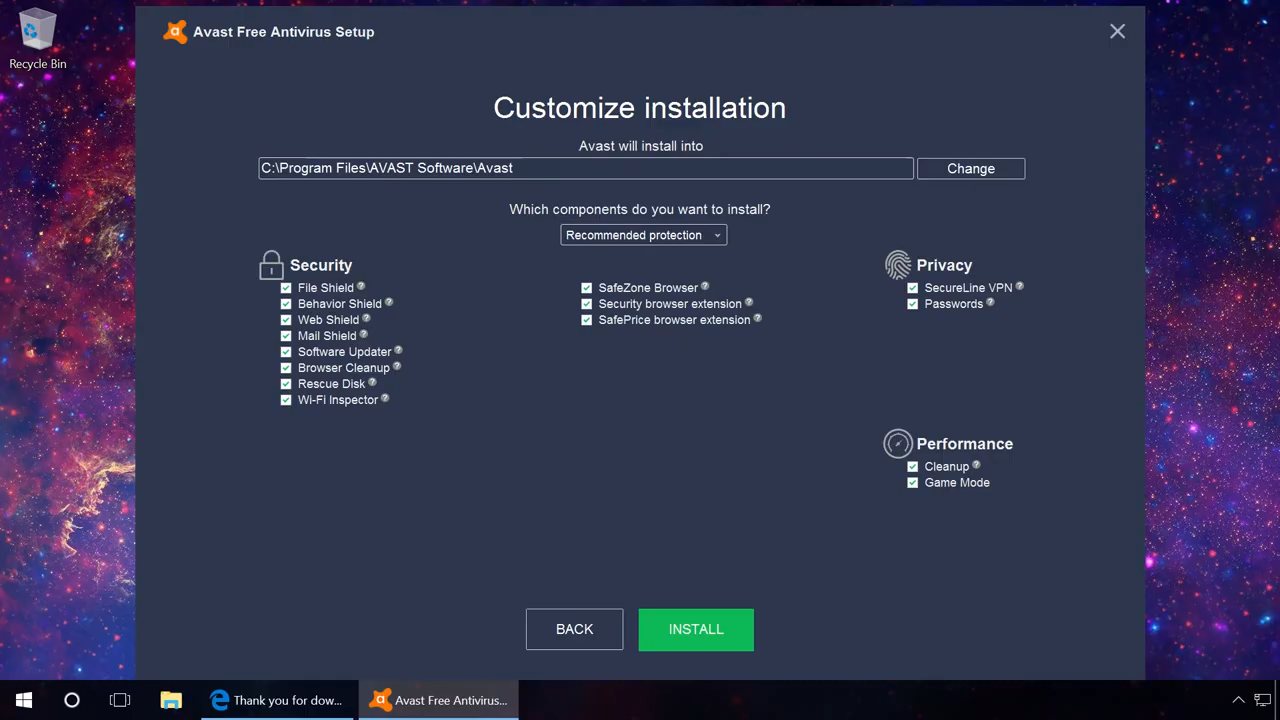 Recycle Bin
Avast Free Antivirus Setup
Customize installation
Avast will install into
C:\Program Files\AVAST Software\Avast
Change
Which components do you want to install?
Recommended protection
Security
File Shield ?
Behavior Shield ?
Web Shield ?
Mail Shield ?
Software Updater ?
Browser Cleanup ?
Rescue Disk ?
Wi-Fi Inspector ?
SafeZone Browser ?
Security browser extension ?
SafePrice browser extension ?
Privacy
SecureLine VPN ?
Passwords ?
Performance
Cleanup ?
Game Mode
BACK
INSTALL
Thank you for dow...
Avast Free Antivirus...